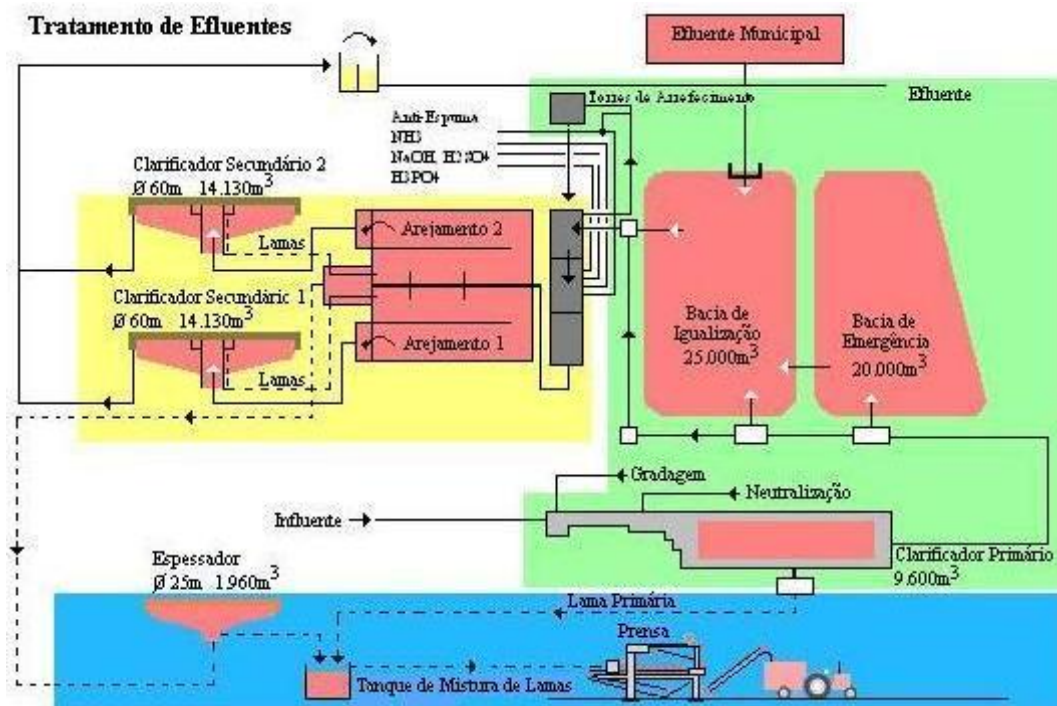 Tratamento de Efluentes
Efluente Municipal
Efluente
Torres de Arrefecimento
Anti-Espuma
NH3
NaOH, H2SO4
H3PO4
Clarificador Secundário 2
Ø 60m 14.130m³
Lamas
Arejamento 2
Clarificador Secundáric 1
Ø 60m 14.130m³
Lamas
Arejamento 1
Bacia de
Igualização
25.000m³
Bacia de
Emergência
20.000m³
Gradagem
Neutralização
Influente
Clarificador Primário
9.600m³
Espessador
Ø 25m 1.960m³
Lama Primária
Prensa
Tanque de Mistura de Lamas